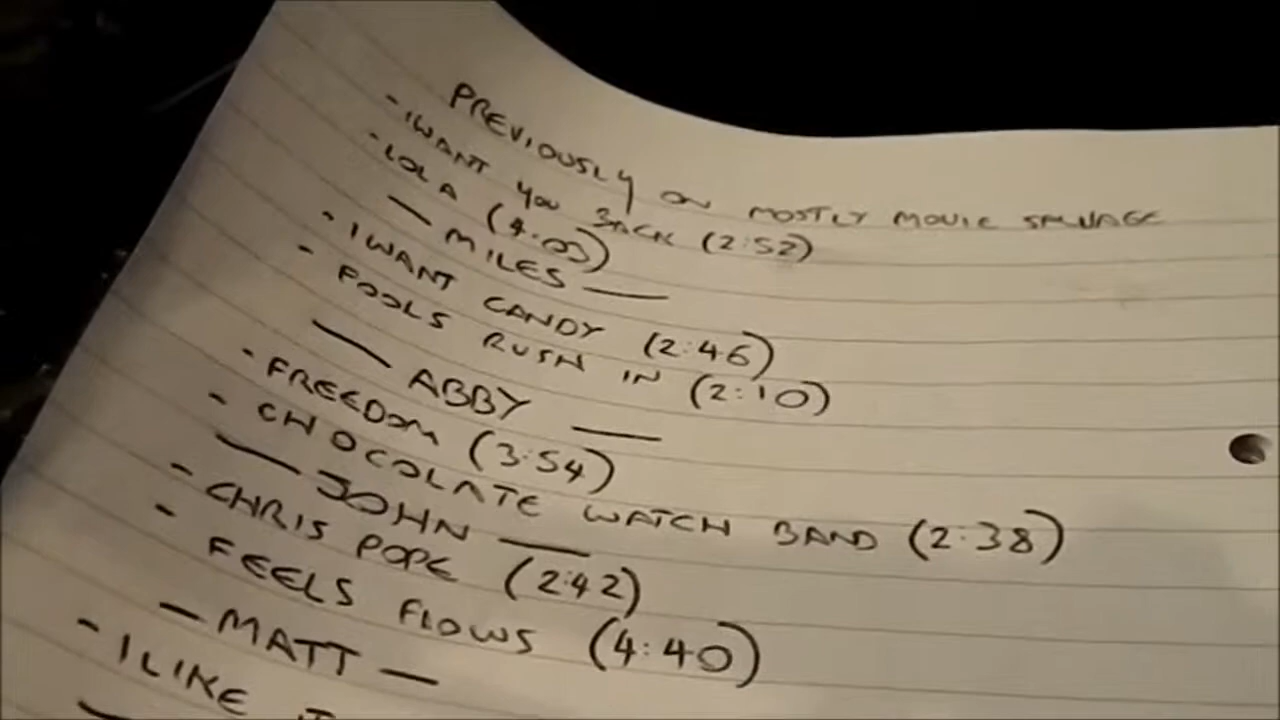 PREVIOUSLY ON MOSTLY MOVIE SALVAGE
- I WANT YOU BACK (2:52)
- LOLA (4:03)
— MILES —
- I WANT CANDY (2:46)
- FOOLS RUSH IN (2:10)
— ABBY —
- FREEDOM (3:54)
- CHOCOLATE WATCH BAND (2:38)
— JOHN —
- CHRIS POPE (2:42)
- FEELS FLOWS (4:40)
— MATT —
- I LIKE